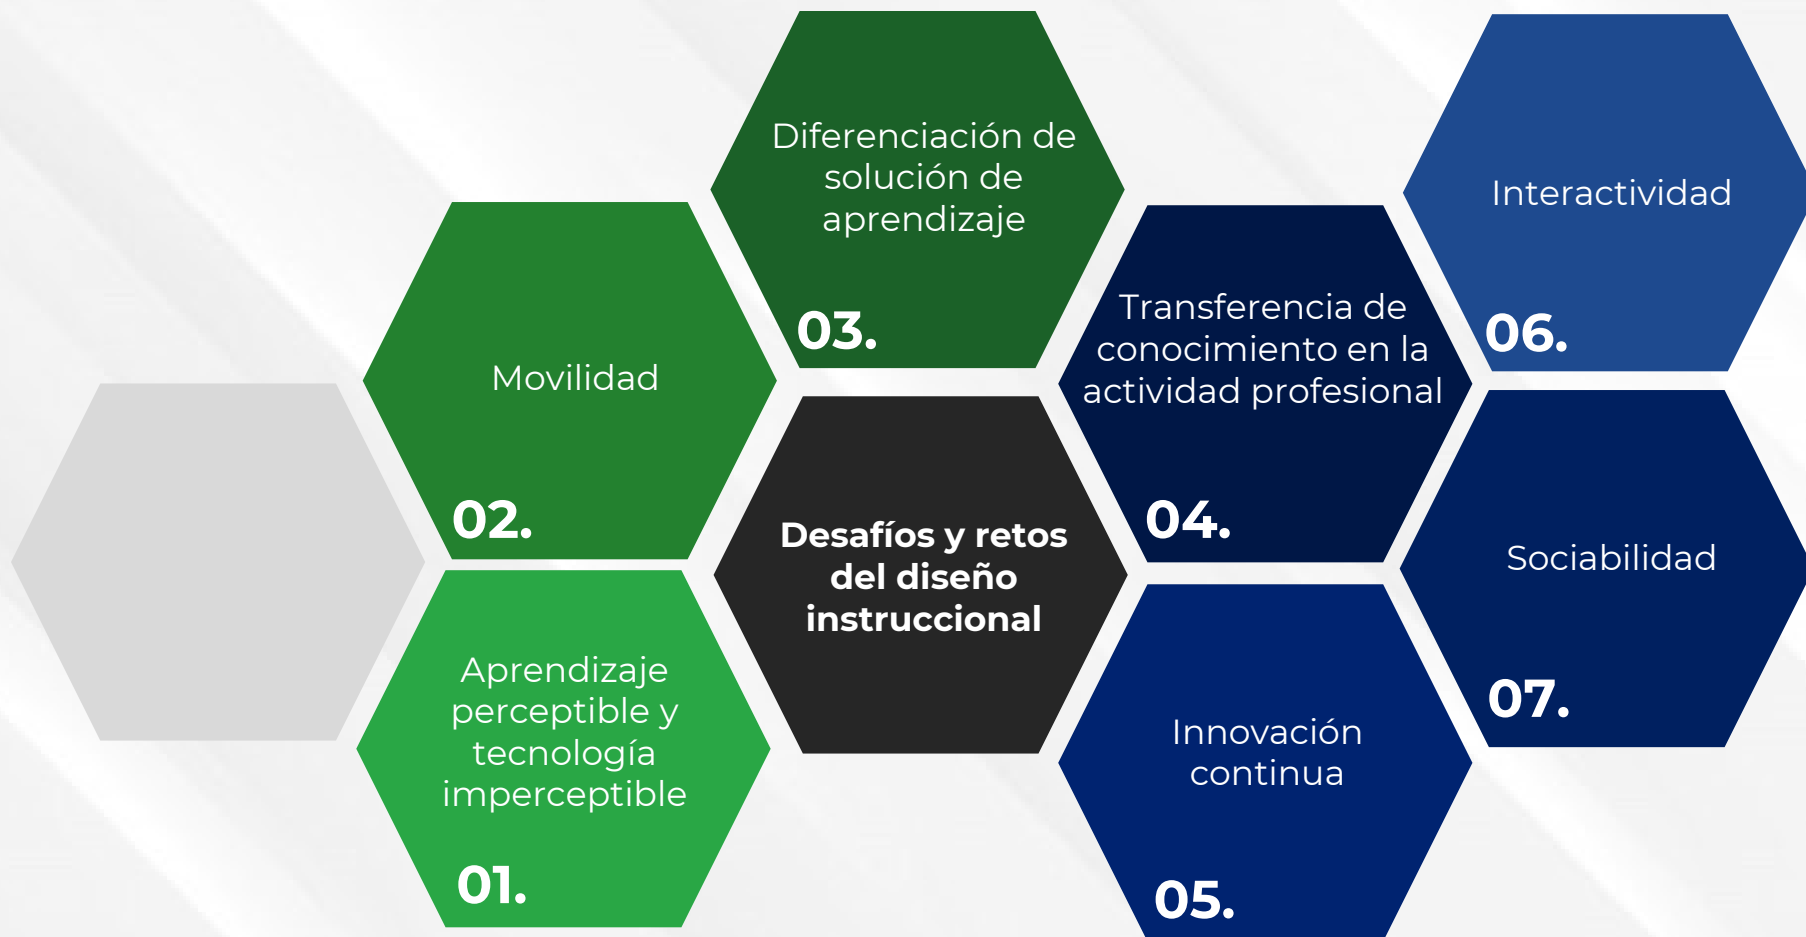 Aprendizaje
perceptible y
tecnología
imperceptible
01.
Movilidad
02.
Diferenciación de
solución de
aprendizaje
03.
Desafíos y retos
del diseño
instruccional
Transferencia de
conocimiento en la
actividad profesional
04.
Innovación
continua
05.
Interactividad
06.
Sociabilidad
07.